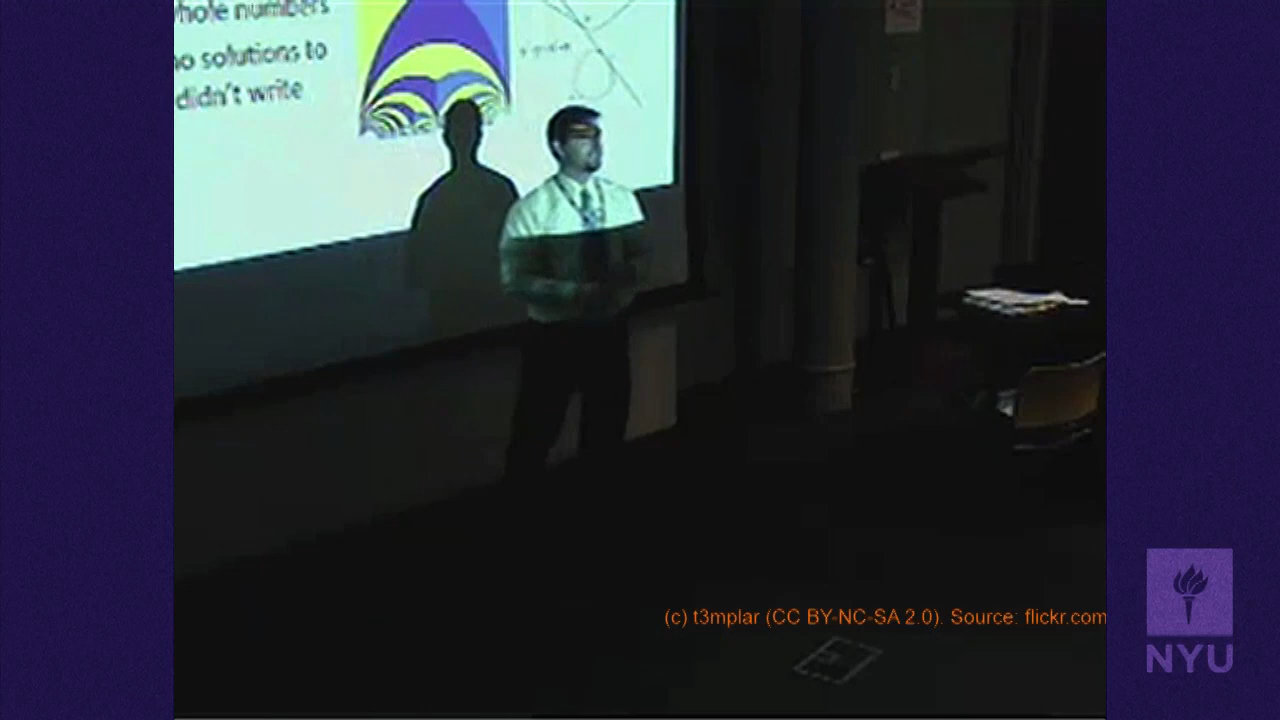 whole numbers
no solutions to
didn't write
(c) t3mplar (CC BY-NC-SA 2.0). Source: flickr.com
NYU